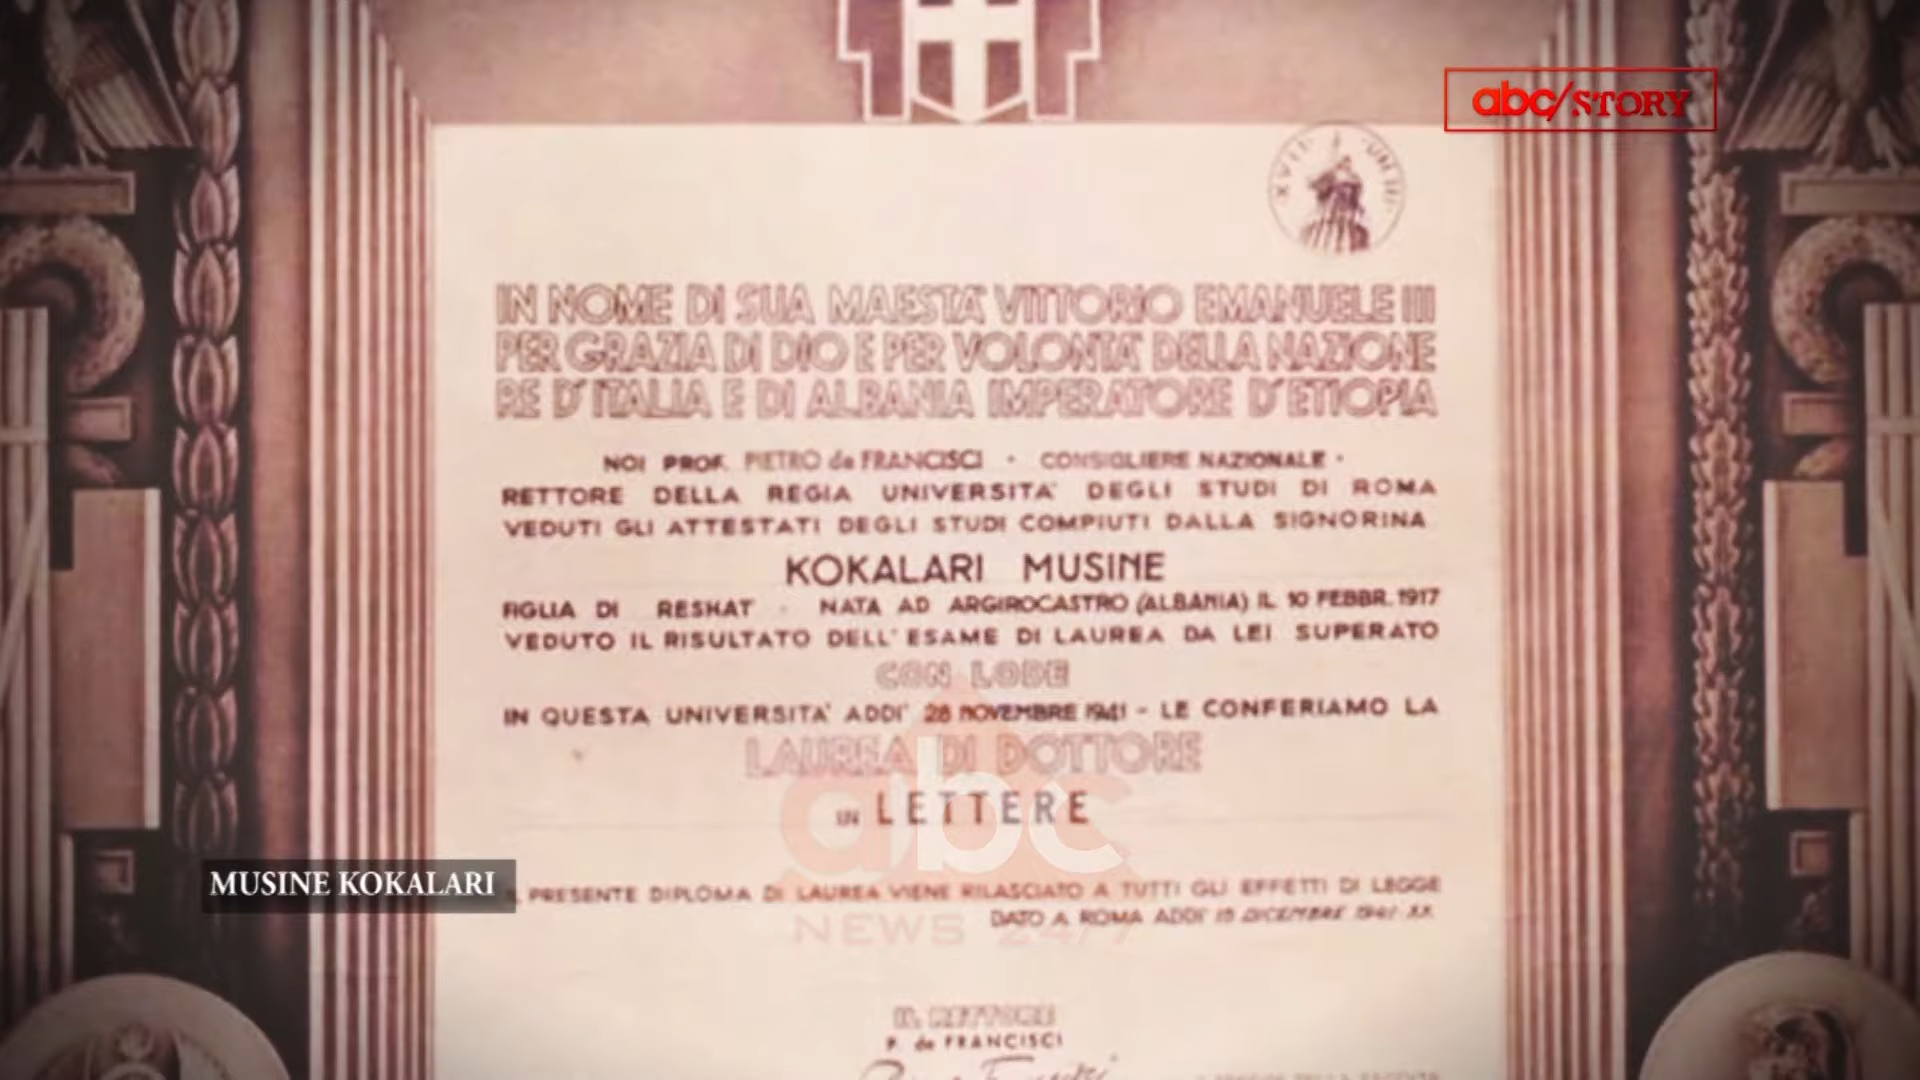 abc/STORY
IN NOME DI SUA MAESTA' VITTORIO EMANUELE III
PER GRAZIA DI DIO E PER VOLONTA' DELLA NAZIONE
RE D'ITALIA E DI ALBANIA IMPERATORE D'ETIOPIA
NOI PROF. PIETRO de FRANCISCI · CONSIGLIERE NAZIONALE ·
RETTORE DELLA REGIA UNIVERSITA' DEGLI STUDI DI ROMA
VEDUTI GLI ATTESTATI DEGLI STUDI COMPIUTI DALLA SIGNORINA
KOKALARI MUSINE
FIGLIA DI RESHAT · NATA AD ARGIROCASTRO (ALBANIA) IL 10 FEBBR. 1917
VEDUTO IL RISULTATO DELL'ESAME DI LAUREA DA LEI SUPERATO
CON LODE
IN QUESTA UNIVERSITA' ADDI' 28 NOVEMBRE 1941 - LE CONFERIAMO LA
LAUREA DI DOTTORE
IN LETTERE
abc
NEWS 24/7
MUSINE KOKALARI
IL PRESENTE DIPLOMA DI LAUREA VIENE RILASCIATO A TUTTI GLI EFFETTI DI LEGGE
DATO A ROMA ADDI' 15 DICEMBRE 1941 XX.
IL RETTORE
P. de FRANCISCI